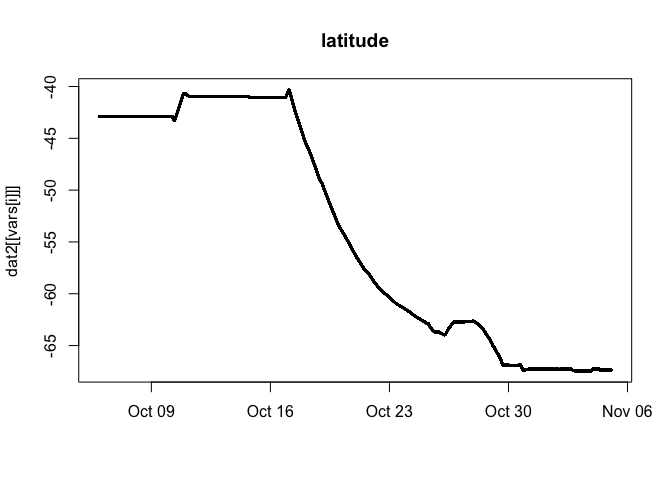 latitude
dat2[[vars[i]]]
-40
-45
-50
-55
-60
-65
Oct 09
Oct 16
Oct 23
Oct 30
Nov 06